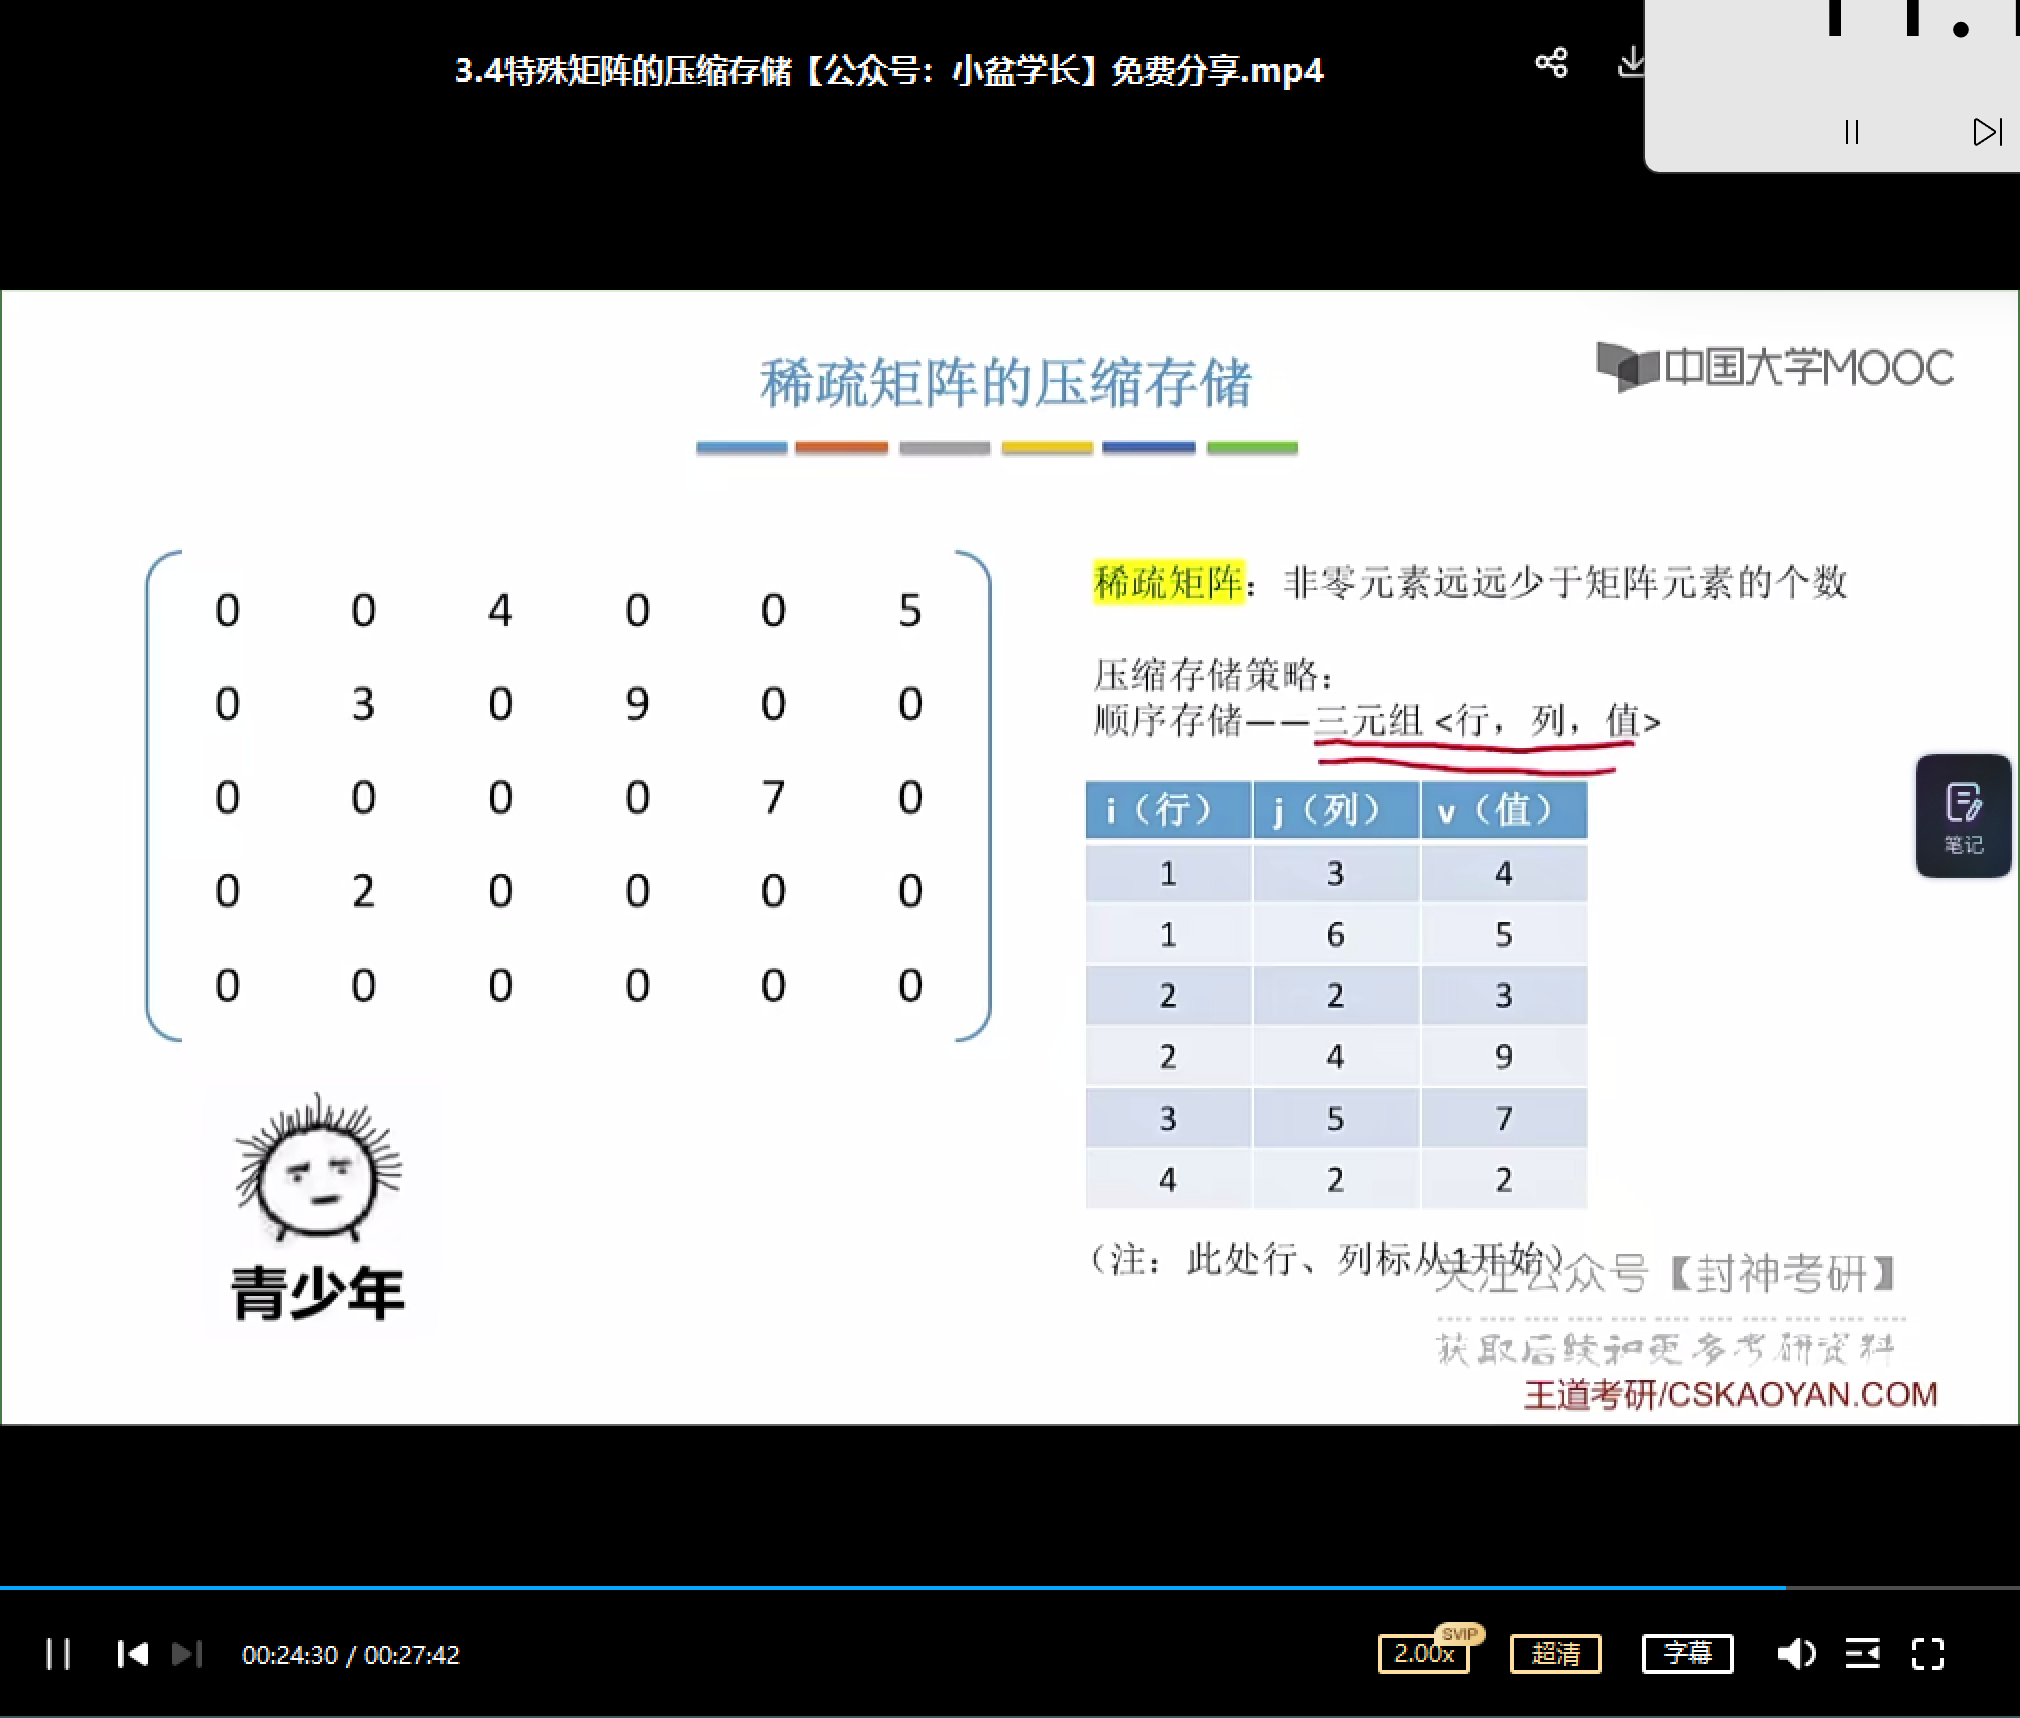 3.4特殊矩阵的压缩存储【公众号：小盆学长】免费分享.mp4
稀疏矩阵的压缩存储
中国大学MOOC
0 0 4 0 0 5
0 3 0 9 0 0
0 0 0 0 7 0
0 2 0 0 0 0
0 0 0 0 0 0
青少年
稀疏矩阵：非零元素远远少于矩阵元素的个数
压缩存储策略：
顺序存储——三元组 <行，列，值>
i（行） j（列） v（值）
1 3 4
1 6 5
2 2 3
2 4 9
3 5 7
4 2 2
（注：此处行、列标从1开始）
关注公众号【封神考研】
获取后续和更多考研资料
王道考研/CSKAOYAN.COM
笔记
00:24:30 / 00:27:42
2.00x
SVIP
超清
字幕